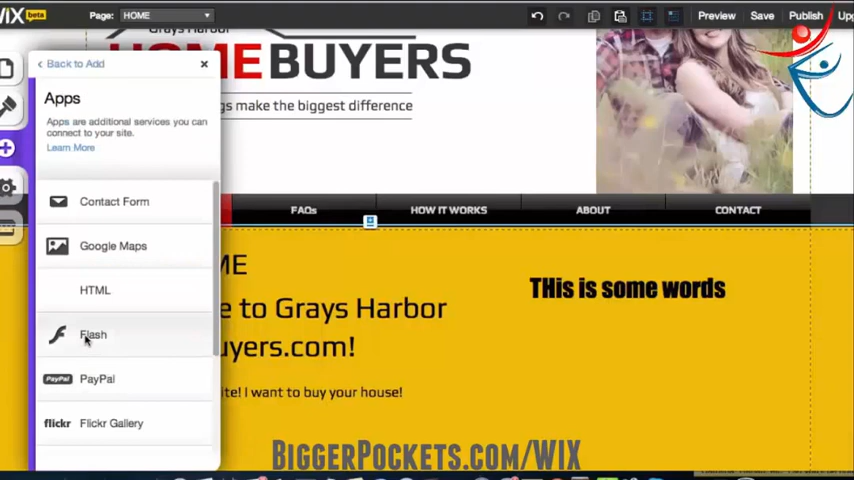 WIX beta
Page: HOME
Preview Save Publish Upg
Back to Add
Apps
Apps are additional services you can
connect to your site.
Learn More
Contact Form
Google Maps
HTML
Flash
PayPal PayPal
flickr Flickr Gallery
Grays Harbor
HOME BUYERS
ngs make the biggest difference
FAQs HOW IT WORKS ABOUT CONTACT
ME
e to Grays Harbor
uyers.com!
ite! I want to buy your house!
THis is some words
BIGGERPOCKETS.COM/WIX